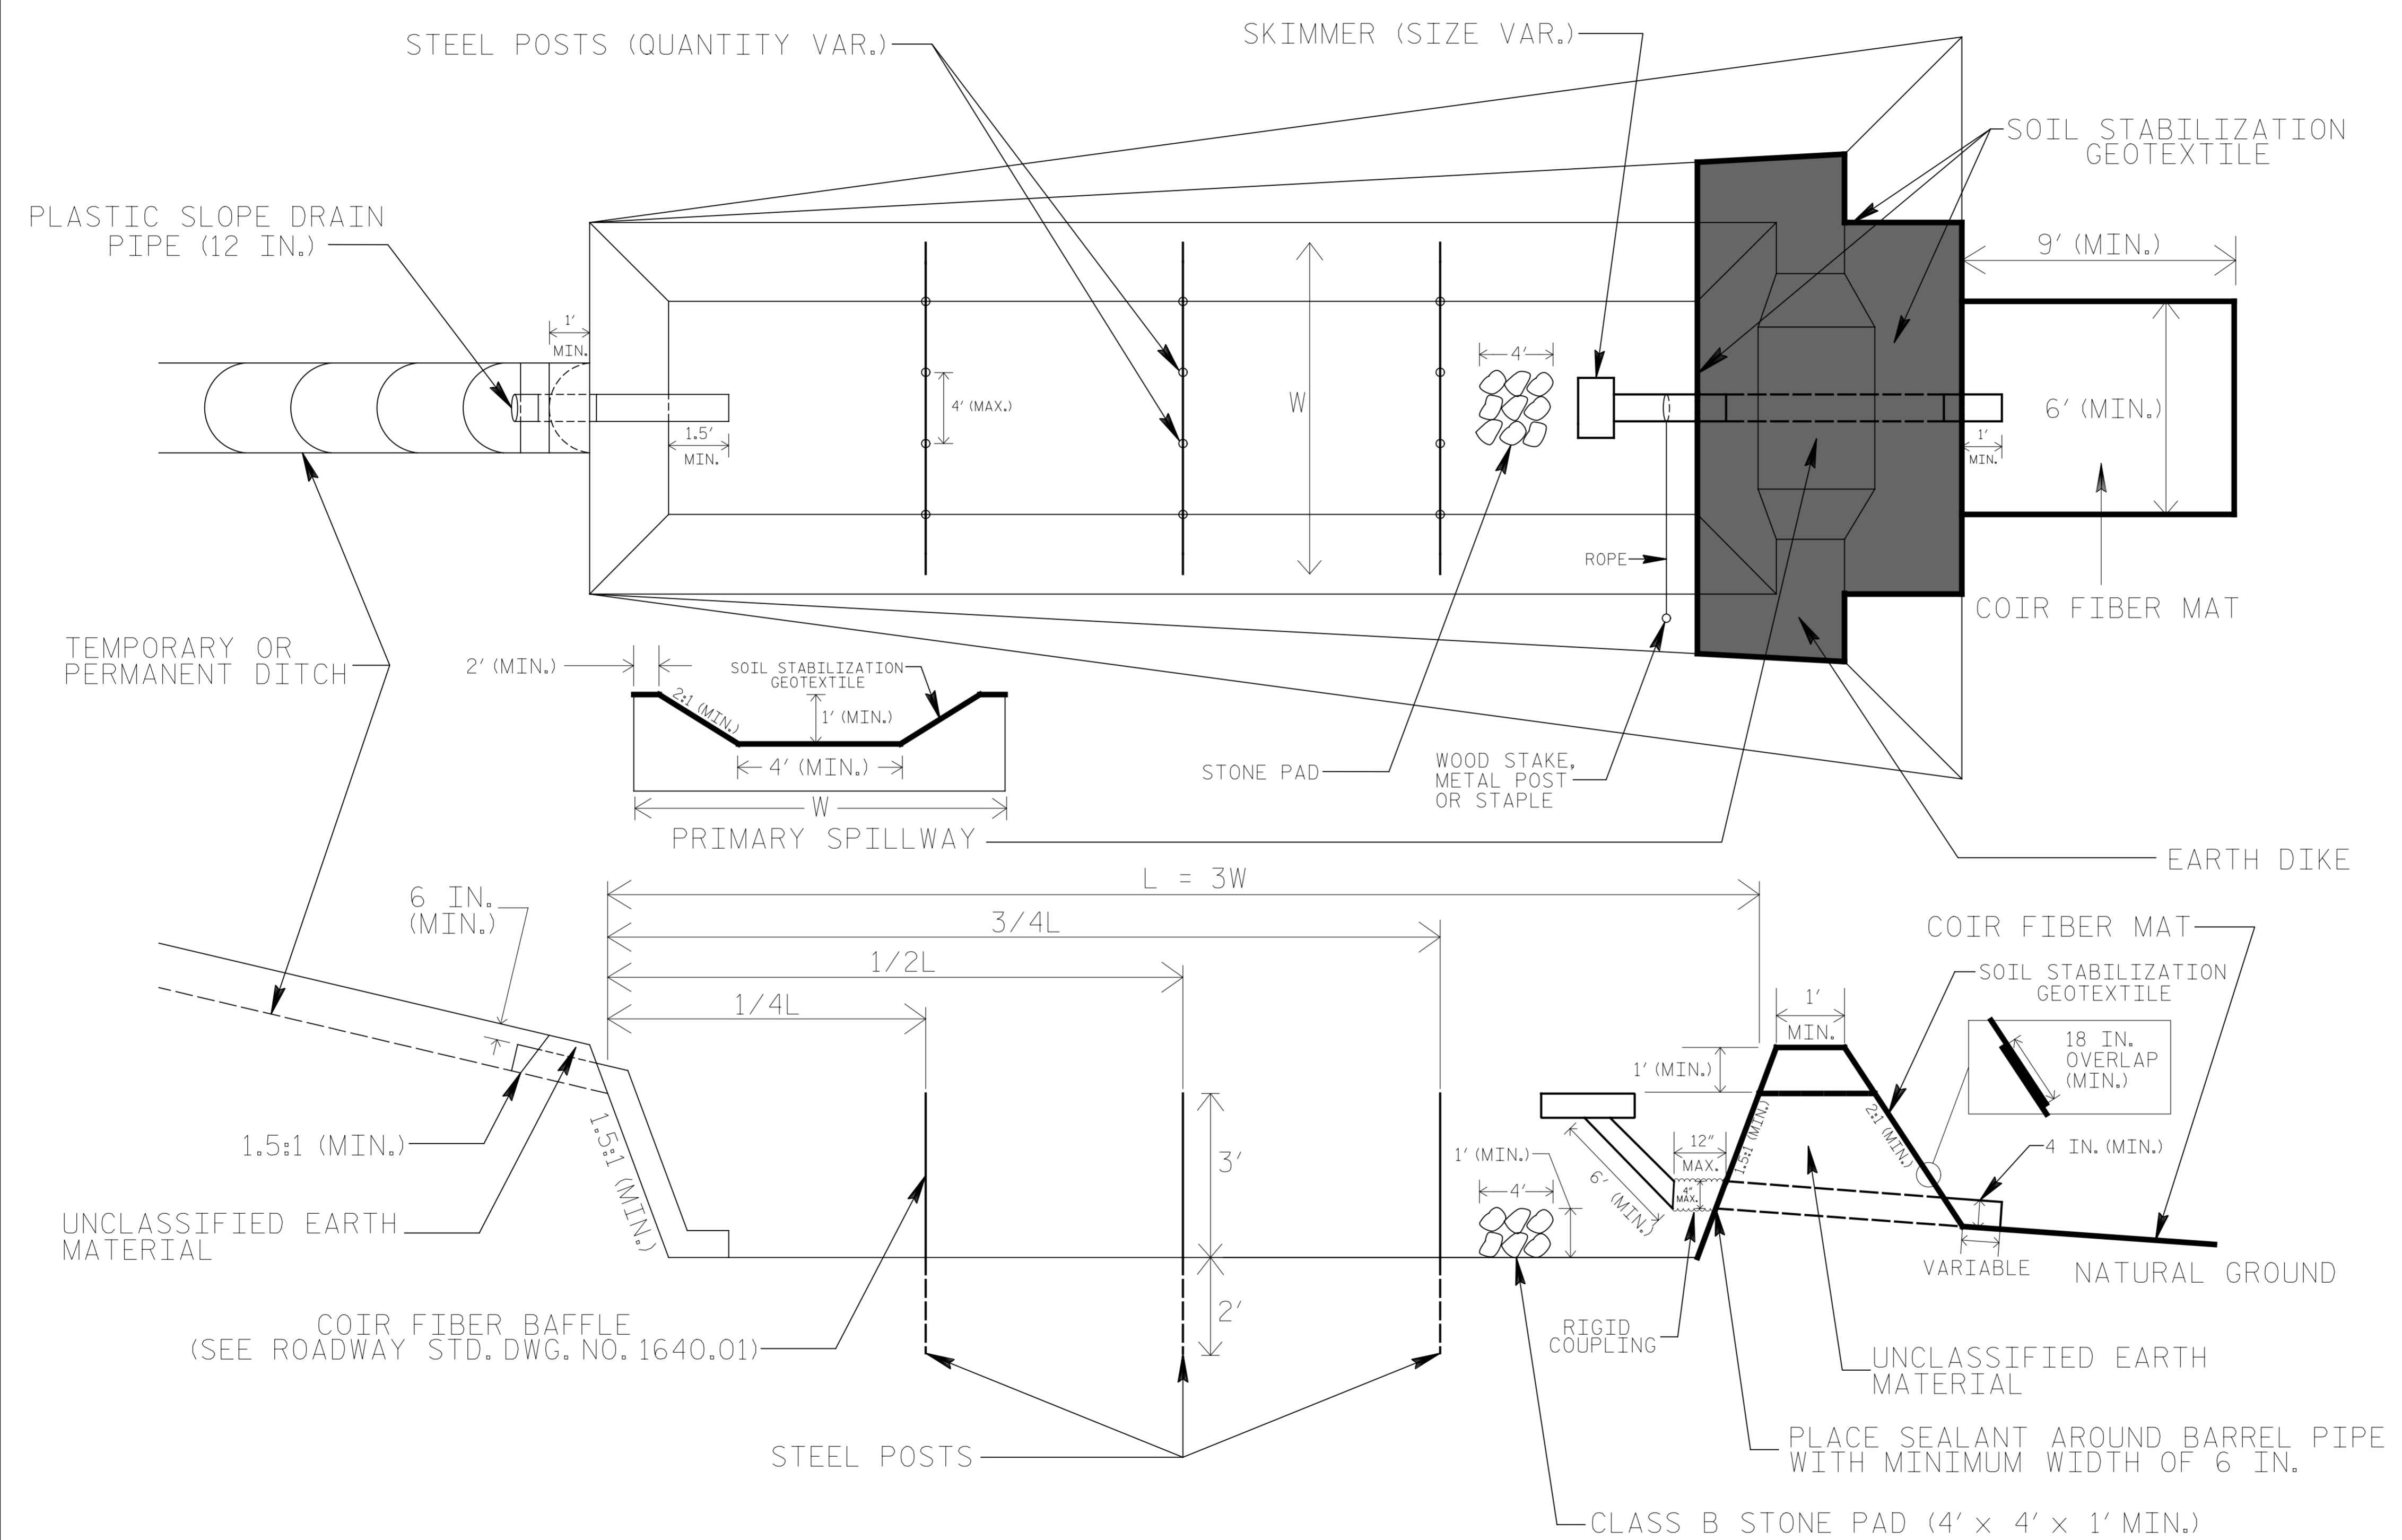 STEEL POSTS (QUANTITY VAR.)
SKIMMER (SIZE VAR.)
SOIL STABILIZATION
GEOTEXTILE
PLASTIC SLOPE DRAIN
PIPE (12 IN.)
9' (MIN.)
1'
MIN.
4'
4' (MAX.)
W
6' (MIN.)
1.5'
MIN.
1'
MIN.
ROPE
COIR FIBER MAT
TEMPORARY OR
PERMANENT DITCH
2' (MIN.)
SOIL STABILIZATION
GEOTEXTILE
2:1 (MIN.)
1' (MIN.)
4' (MIN.)
W
PRIMARY SPILLWAY
STONE PAD
WOOD STAKE,
METAL POST
OR STAPLE
EARTH DIKE
L = 3W
3/4L
1/2L
1/4L
6 IN.
(MIN.)
COIR FIBER MAT
SOIL STABILIZATION
GEOTEXTILE
1'
MIN.
18 IN.
OVERLAP
(MIN.)
1' (MIN.)
1.5:1 (MIN.)
1.5:1 (MIN.)
3'
1' (MIN.)
4'
6' (MIN.)
12"
MAX.
4"
MAX.
1.5:1 (MIN.)
2:1 (MIN.)
4 IN. (MIN.)
UNCLASSIFIED EARTH
MATERIAL
VARIABLE
NATURAL GROUND
2'
COIR FIBER BAFFLE
(SEE ROADWAY STD. DWG. NO. 1640.01)
RIGID
COUPLING
UNCLASSIFIED EARTH
MATERIAL
STEEL POSTS
PLACE SEALANT AROUND BARREL PIPE
WITH MINIMUM WIDTH OF 6 IN.
CLASS B STONE PAD (4' x 4' x 1' MIN.)